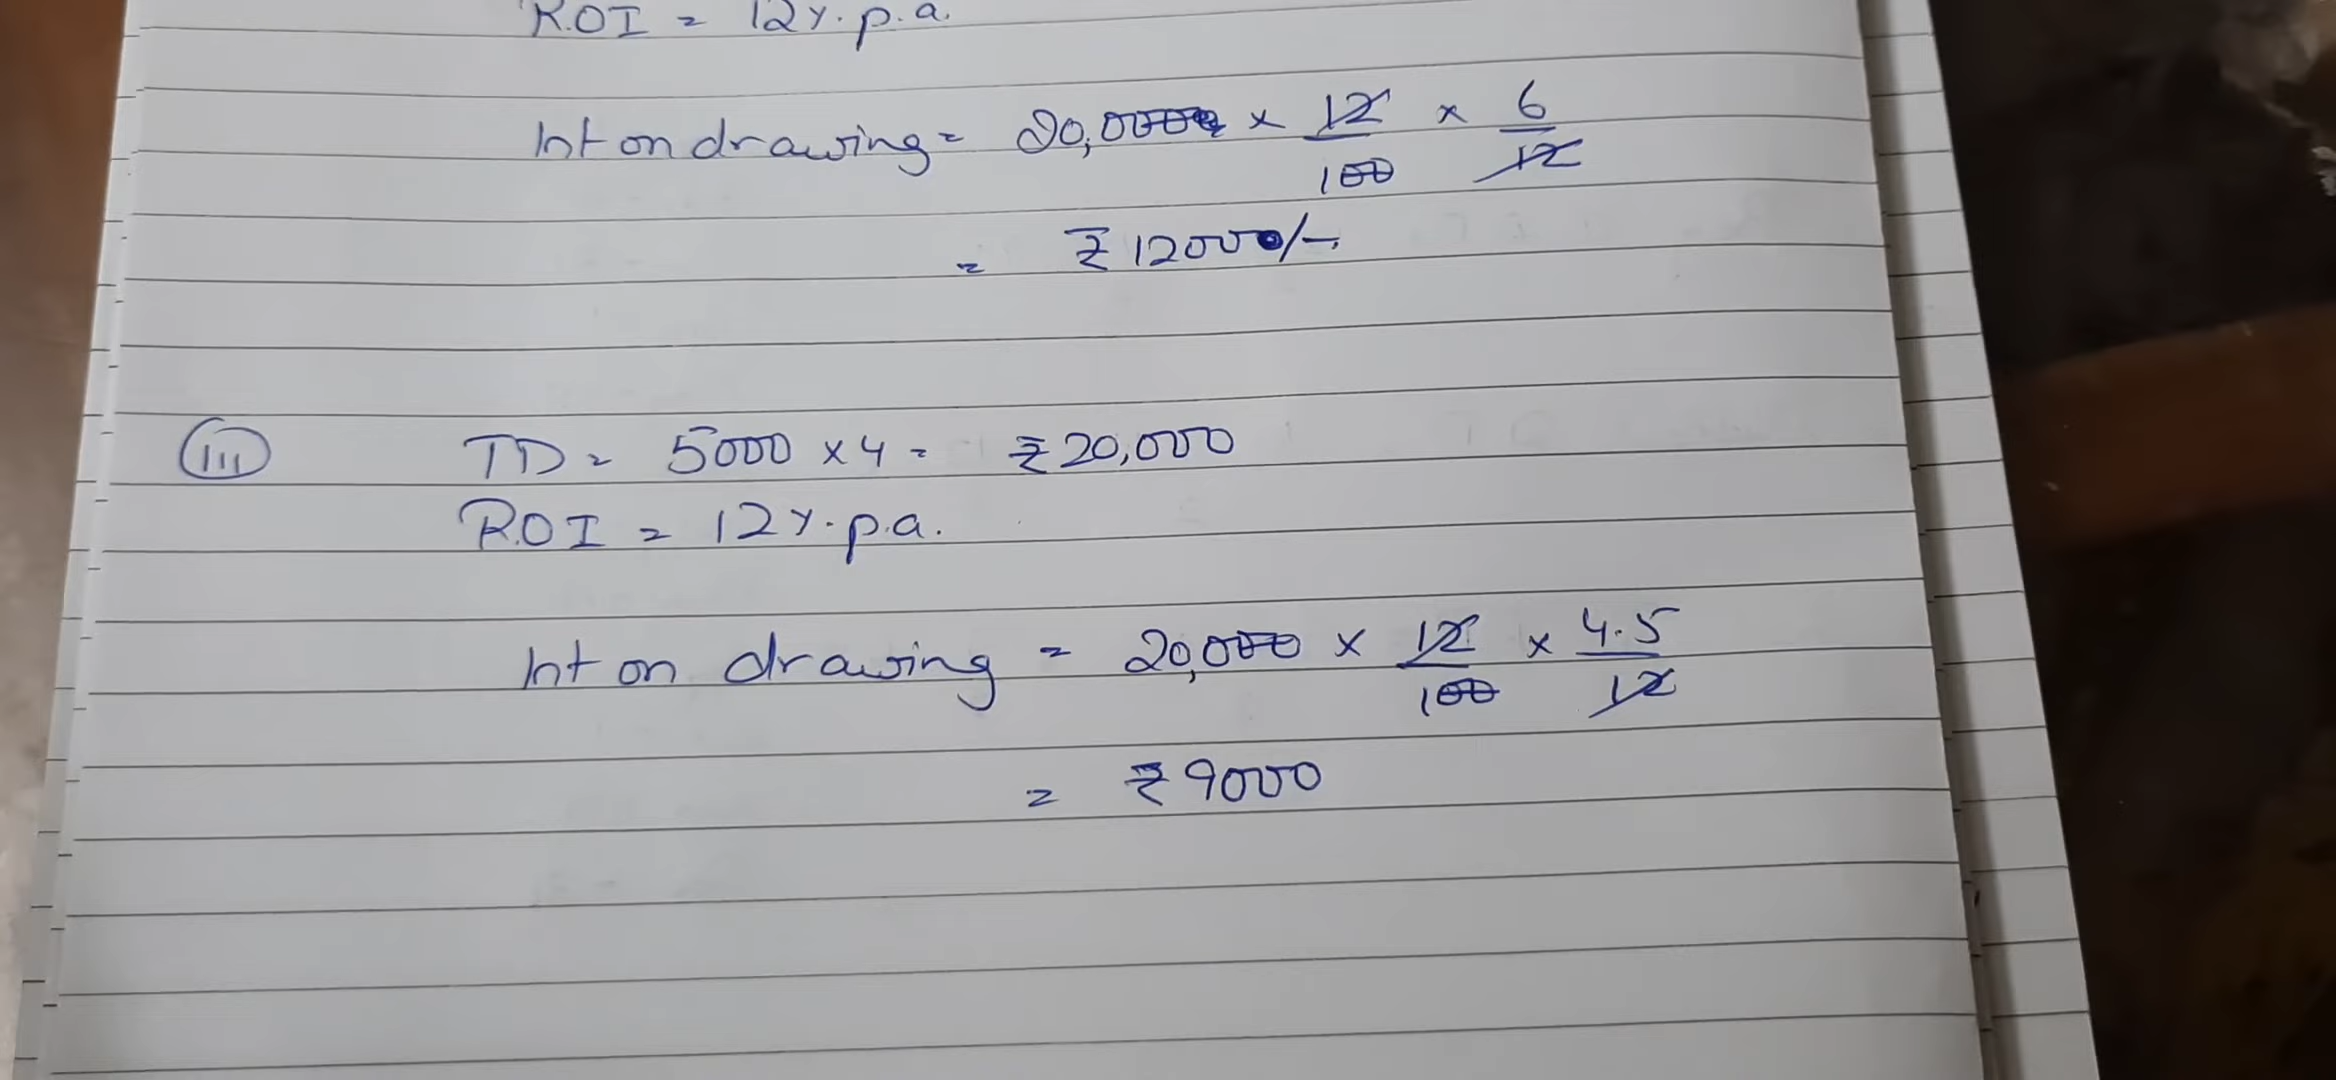 R.O.I = 12%. p.a.
Int on drawing = 20,000 x 12/100 x 6/12
= ₹ 12000/-
(iii) TD = 5000 x 4 = ₹ 20,000
R.O.I = 12%. p.a.
Int on drawing = 20,000 x 12/100 x 4.5/12
= ₹ 9000